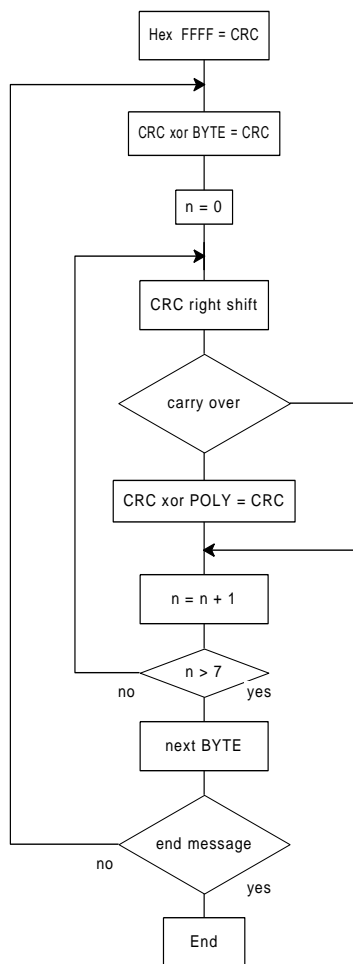 Hex FFFF = CRC
CRC xor BYTE = CRC
n = 0
CRC right shift
carry over
CRC xor POLY = CRC
n = n + 1
n > 7
no
yes
next BYTE
end message
no
yes
End